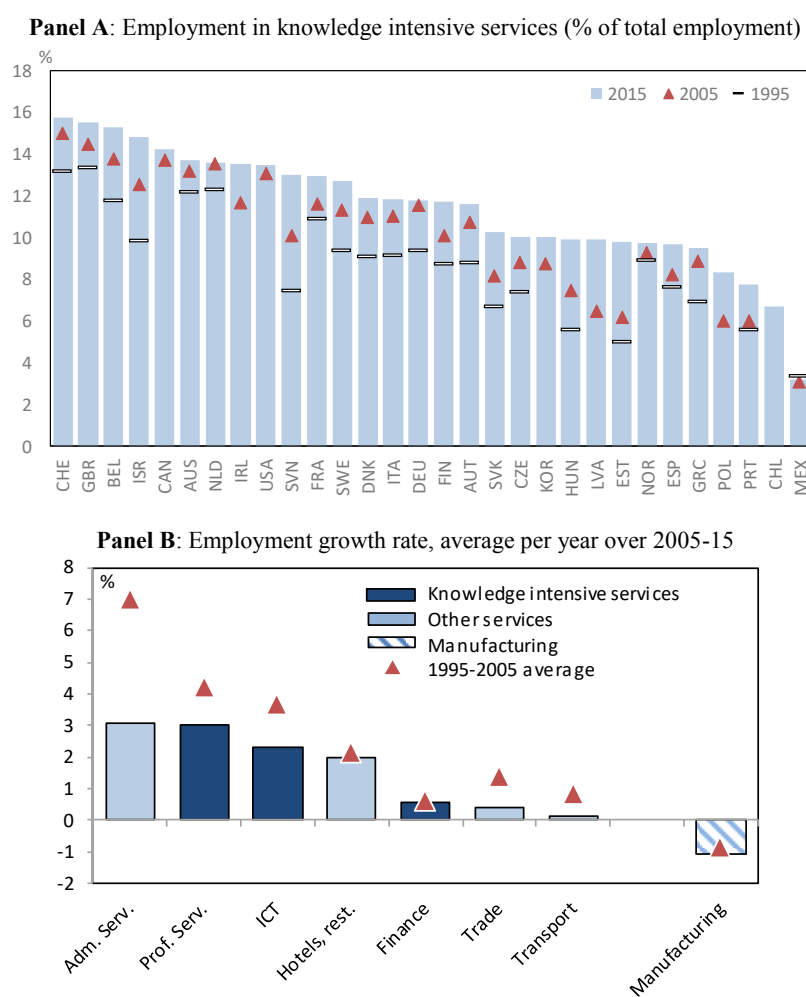 Panel A: Employment in knowledge intensive services (% of total employment)
%
18
2015 2005 1995
16
14
12
10
8
6
4
2
0
CHE GBR BEL ISR CAN AUS NLD IRL USA SVN FRA SWE DNK ITA DEU FIN AUT SVK CZE KOR HUN LVA EST NOR ESP GRC POL PRT CHL MEX
Panel B: Employment growth rate, average per year over 2005-15
8
%
Knowledge intensive services
7
Other services
6
Manufacturing
5
1995-2005 average
4
3
2
1
0
-1
-2
Adm. Serv. Prof. Serv. ICT Hotels, rest. Finance Trade Transport Manufacturing